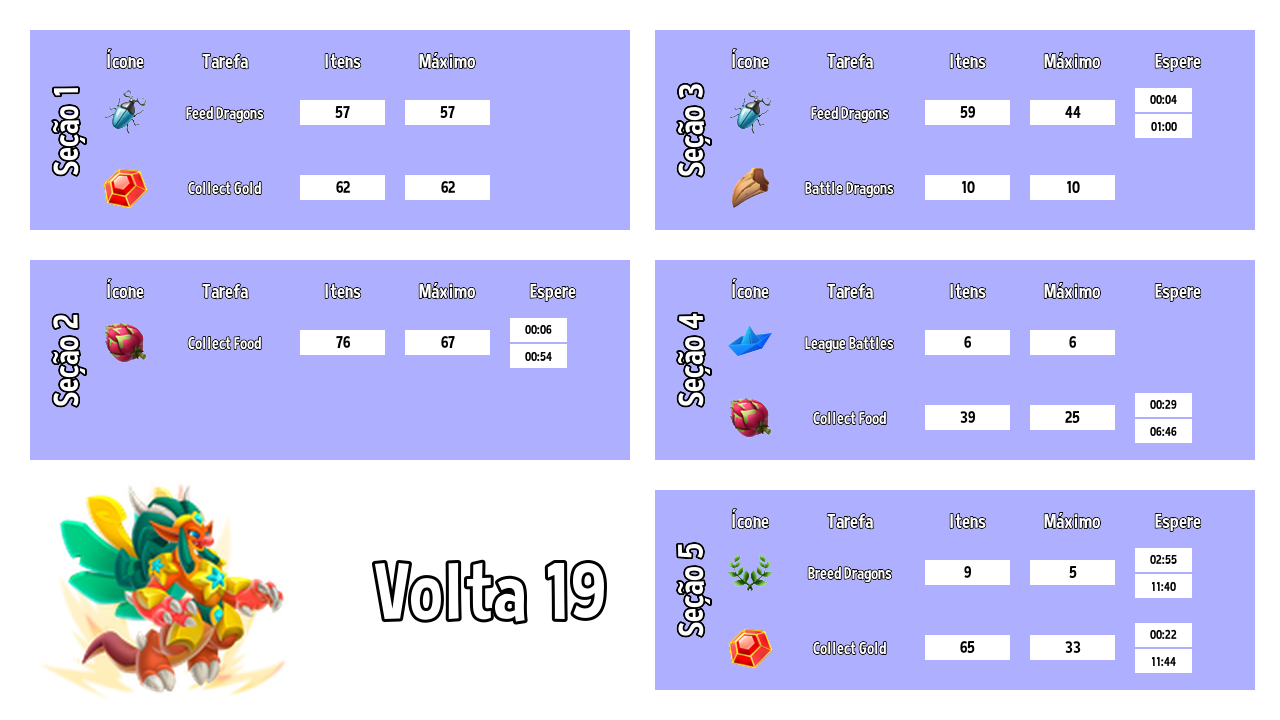 Seção 1
Ícone Tarefa Itens Máximo
Feed Dragons 57 57
Collect Gold 62 62
Seção 2
Ícone Tarefa Itens Máximo Espere
Collect Food 76 67 00:06
00:54
Seção 3
Ícone Tarefa Itens Máximo Espere
Feed Dragons 59 44 00:04
01:00
Battle Dragons 10 10
Seção 4
Ícone Tarefa Itens Máximo Espere
League Battles 6 6
Collect Food 39 25 00:29
06:46
Seção 5
Ícone Tarefa Itens Máximo Espere
Breed Dragons 9 5 02:55
11:40
Collect Gold 65 33 00:22
11:44
Volta 19